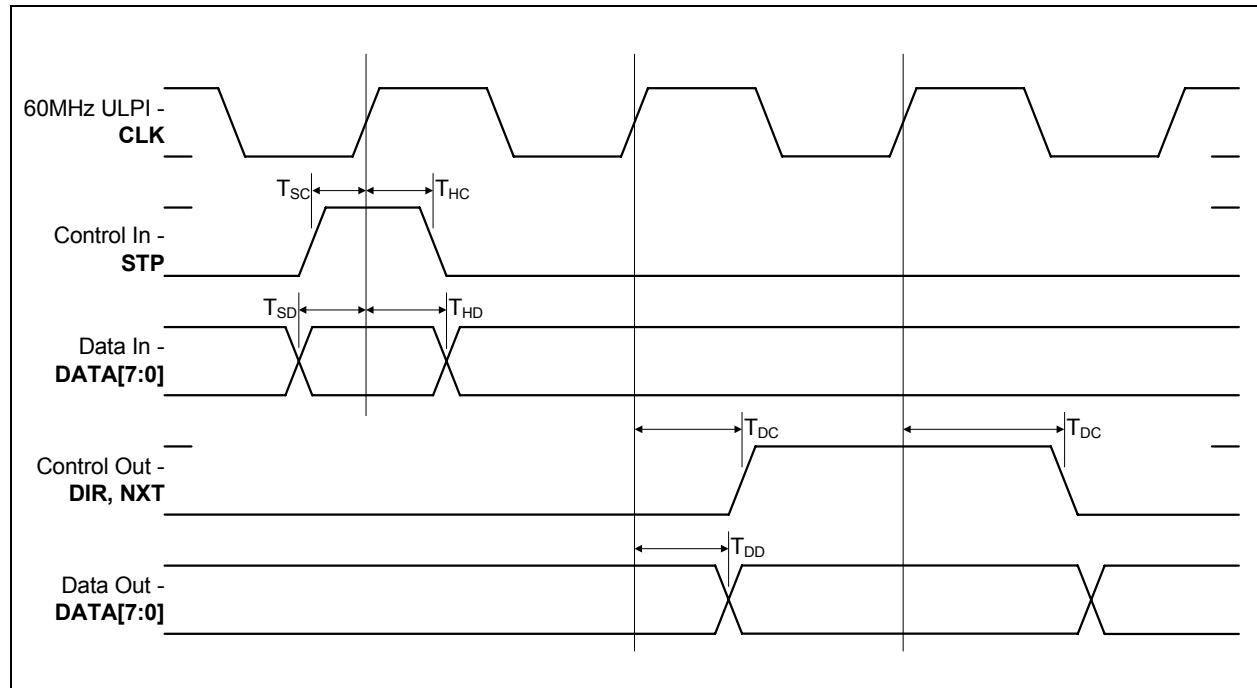 60MHz ULPI -
CLK
T_SC
T_HC
Control In -
STP
T_SD
T_HD
Data In -
DATA[7:0]
T_DC
T_DC
Control Out -
DIR, NXT
T_DD
Data Out -
DATA[7:0]